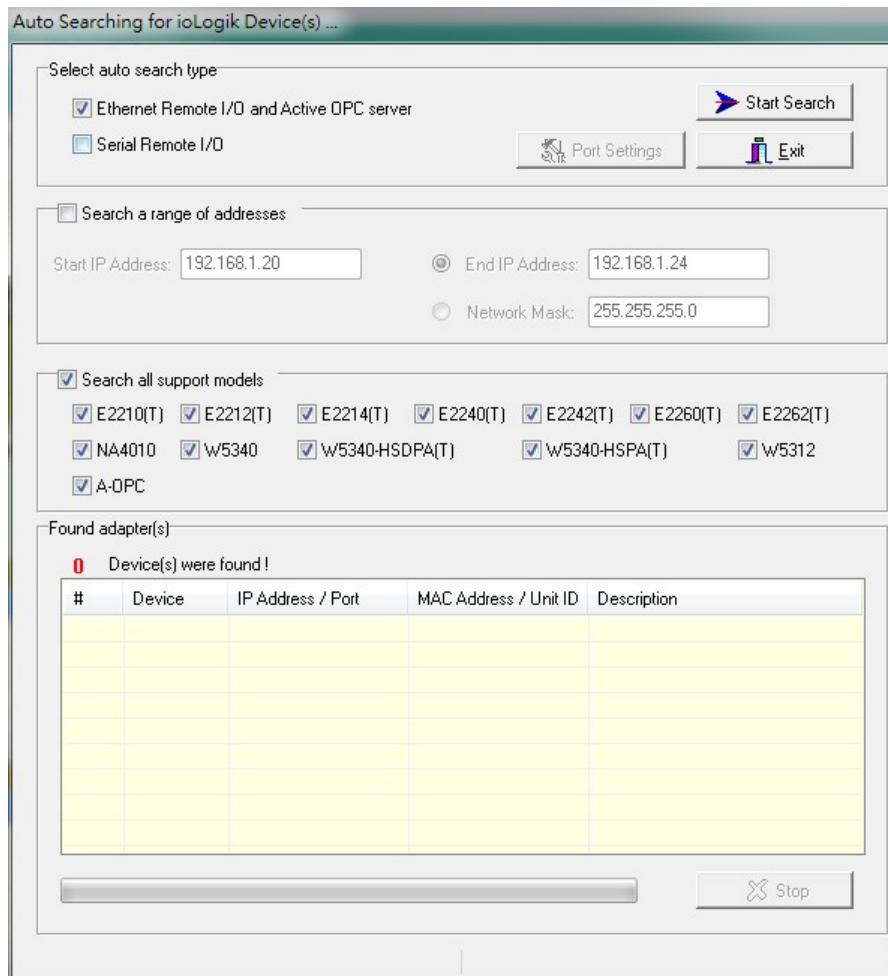 Auto Searching for ioLogik Device(s) ...
Select auto search type
Ethernet Remote I/O and Active OPC server
Start Search
Serial Remote I/O
Port Settings
Exit
Search a range of addresses
Start IP Address: 192.168.1.20
End IP Address: 192.168.1.24
Network Mask: 255.255.255.0
Search all support models
E2210(T) E2212(T) E2214(T) E2240(T) E2242(T) E2260(T) E2262(T)
NA4010 W5340 W5340-HSDPA(T) W5340-HSPA(T) W5312
A-OPC
Found adapter(s)
0 Device(s) were found !
# Device IP Address / Port MAC Address / Unit ID Description
Stop